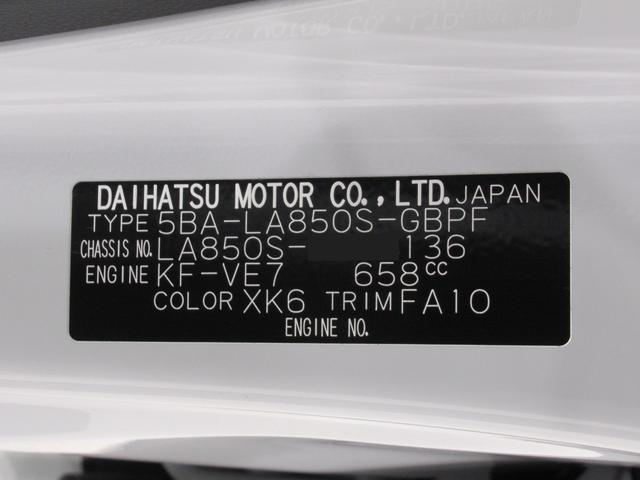 DAIHATSU MOTOR CO., LTD. JAPAN
TYPE 5BA-LA850S-GBPF
CHASSIS NO. LA850S- 136
ENGINE KF-VE7 658cc
COLOR XK6 TRIM FA10
ENGINE NO.